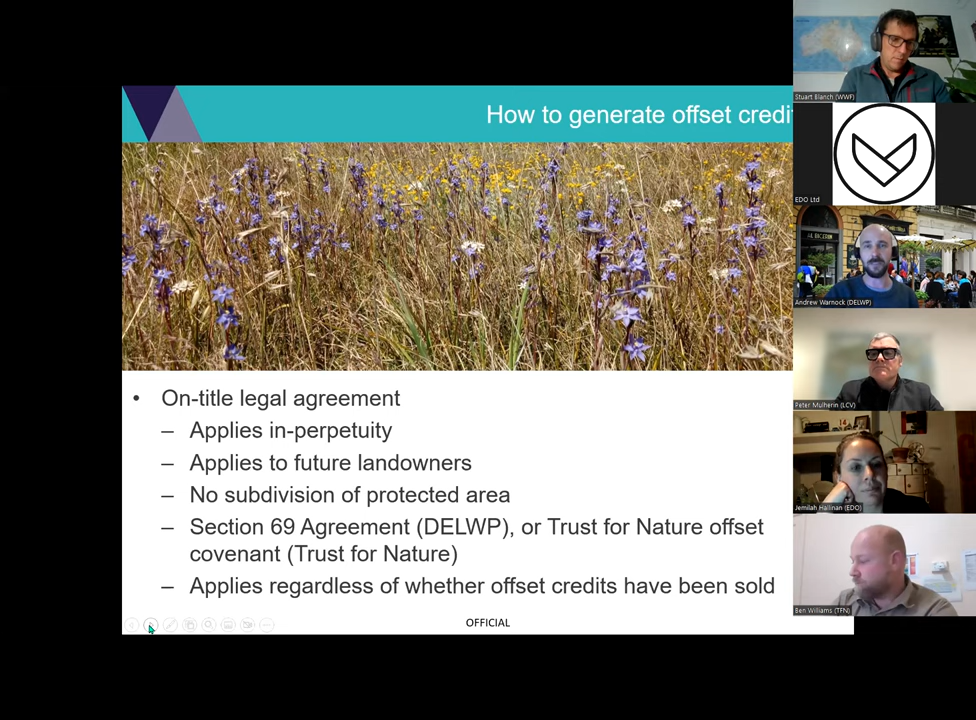 How to generate offset credi
• On-title legal agreement
– Applies in-perpetuity
– Applies to future landowners
– No subdivision of protected area
– Section 69 Agreement (DELWP), or Trust for Nature offset
covenant (Trust for Nature)
– Applies regardless of whether offset credits have been sold
OFFICIAL
Stuart Blanch (WWF)
EDO Ltd
Andrew Warnock (DELWP)
Peter Mulherin (LCV)
Jemilah Hallinan (EDO)
Ben Williams (TFN)